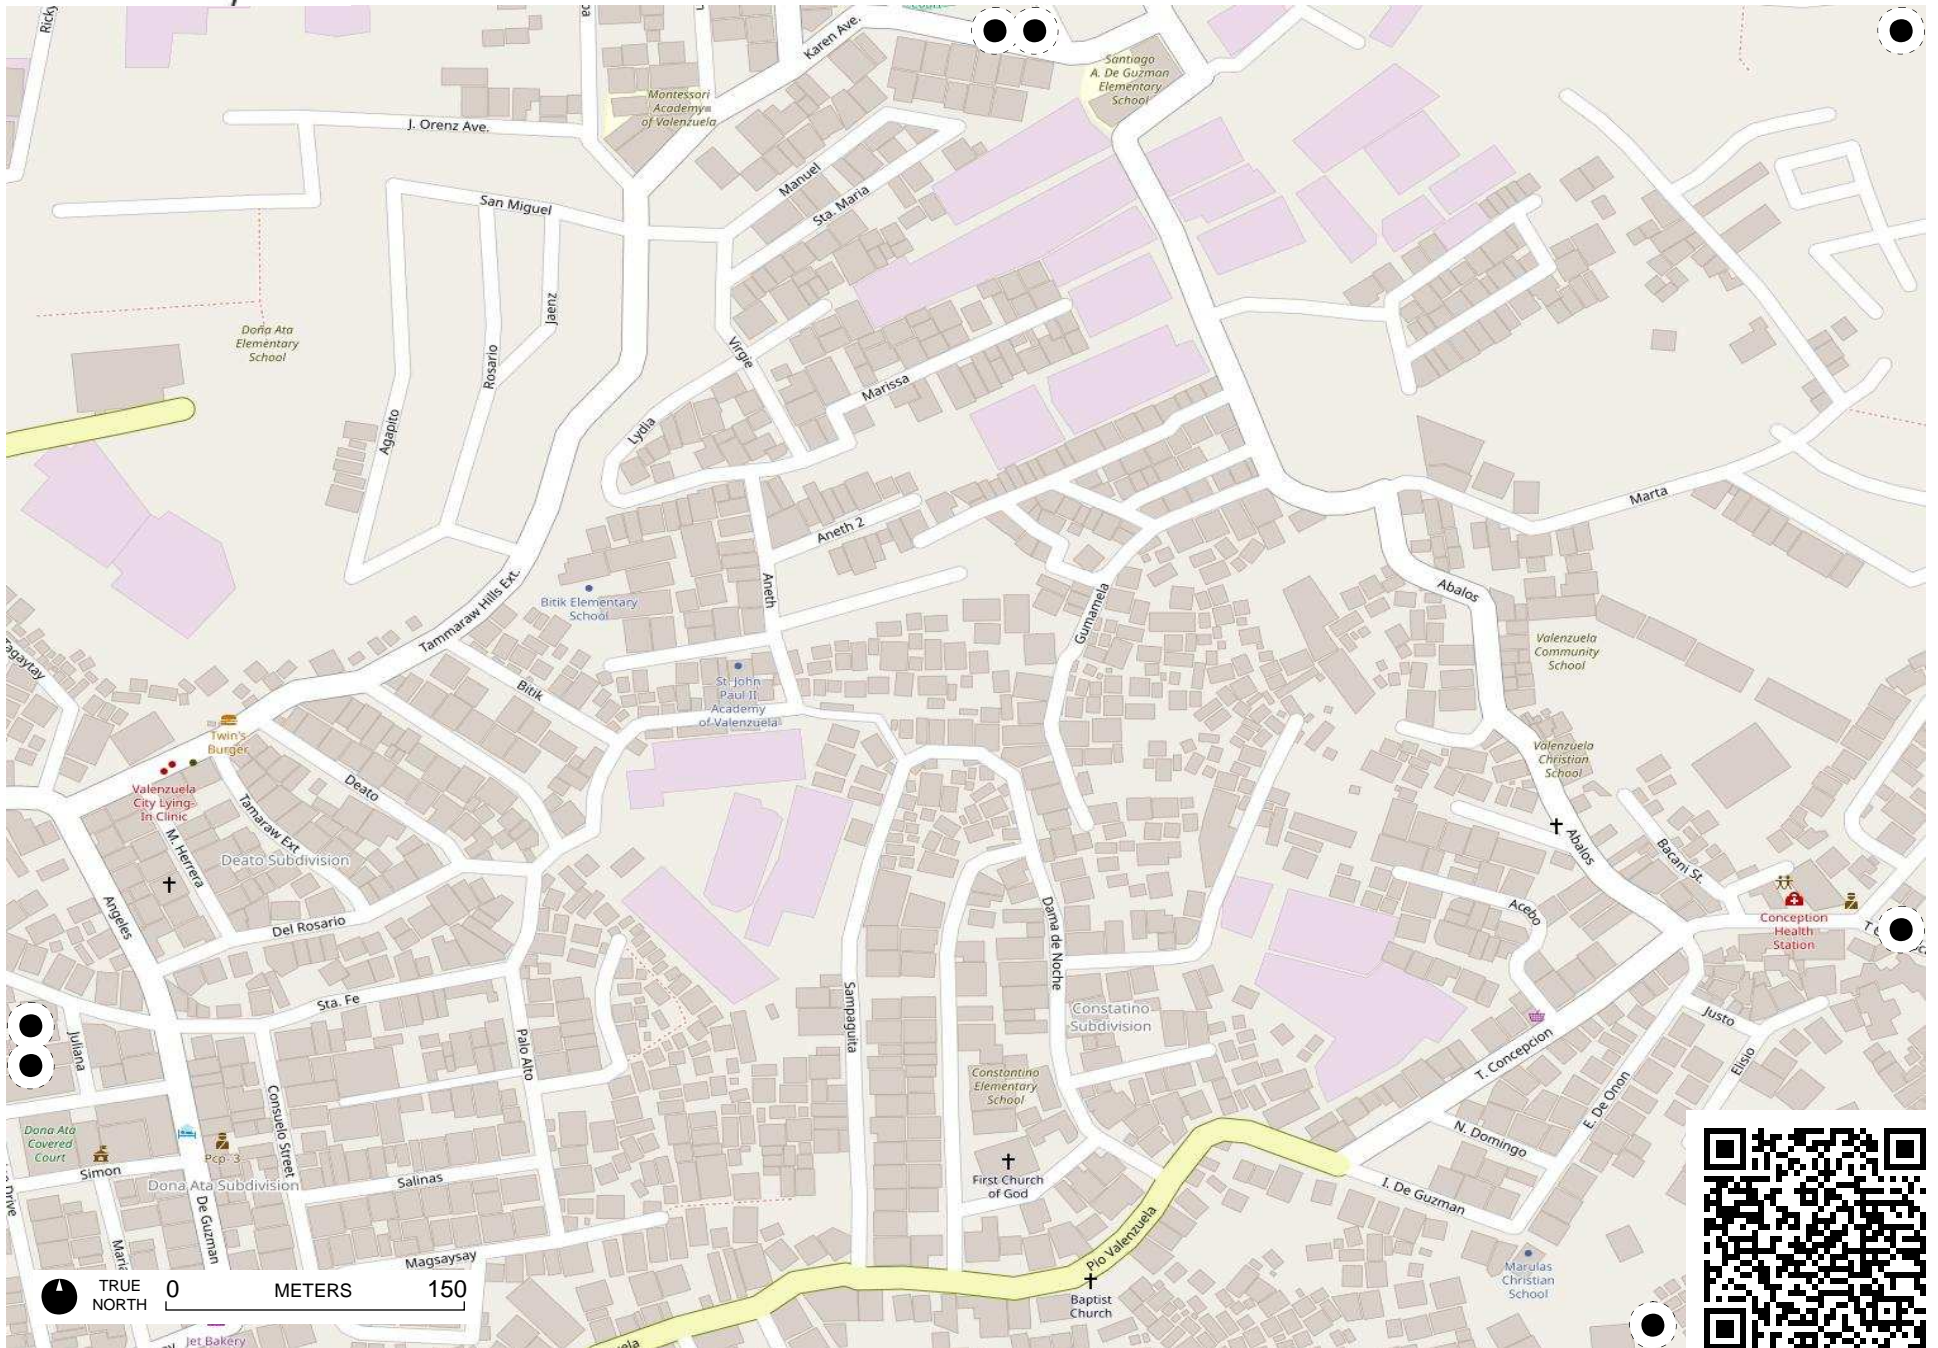 Ricky
Karen Ave.
Santiago
A. De Guzman
Elementary
School
Montessori
Academy
of Valenzuela
J. Orenz Ave.
Manuel
Sta. Maria
San Miguel
Jaenz
Doña Ata
Elementary
School
Rosario
Virgie
Marissa
Agapito
Lydia
Marta
Aneth 2
Tammaraw Hills Ext.
Bitik Elementary
School
Aneth
Gumamela
Abalos
Valenzuela
Community
School
Bitik
St. John
Paul II
Academy
of Valenzuela
Twin's
Burger
Valenzuela
Christian
School
Valenzuela
City Lying-
In Clinic
Deato
Tamaraw Ext
M. Herrera
Deato Subdivision
Abalos
Bacani St.
Angeles
Del Rosario
Dama de Noche
Acebo
Conception
Health
Station
Sta. Fe
Sampaguita
Constatino
Subdivision
Justo
Juliana
Palo Alto
T. Concepcion
Elisio
Constantino
Elementary
School
Consuelo Street
E. De Onon
Dona Ata
Covered
Court
Pcp- 3
N. Domingo
Simon
Dona Ata Subdivision
Salinas
First Church
of God
I. De Guzman
De Guzman
Pio Valenzuela
Magsaysay
Marulas
Christian
School
TRUE
NORTH
0 METERS 150
Baptist
Church
Jet Bakery